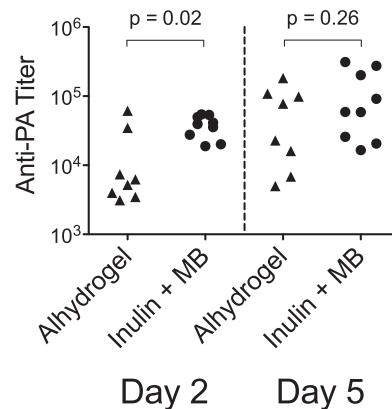 p = 0.02 p = 0.26
Anti-PA Titer
10⁶
10⁵
10⁴
10³
Alhydrogel
Inulin + MB
Alhydrogel
Inulin + MB
Day 2 Day 5